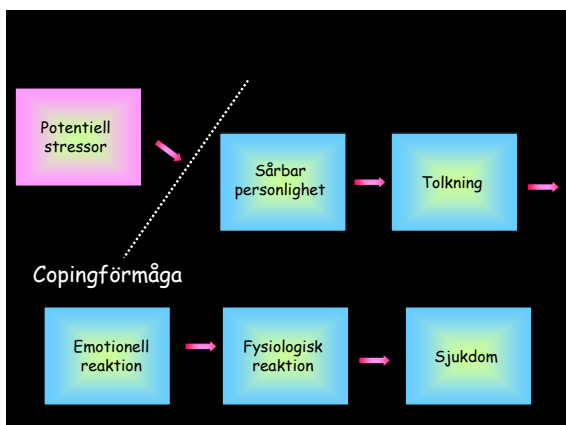 Potentiell
stressor
Sårbar
personlighet
Tolkning
Copingförmåga
Emotionell
reaktion
Fysiologisk
reaktion
Sjukdom